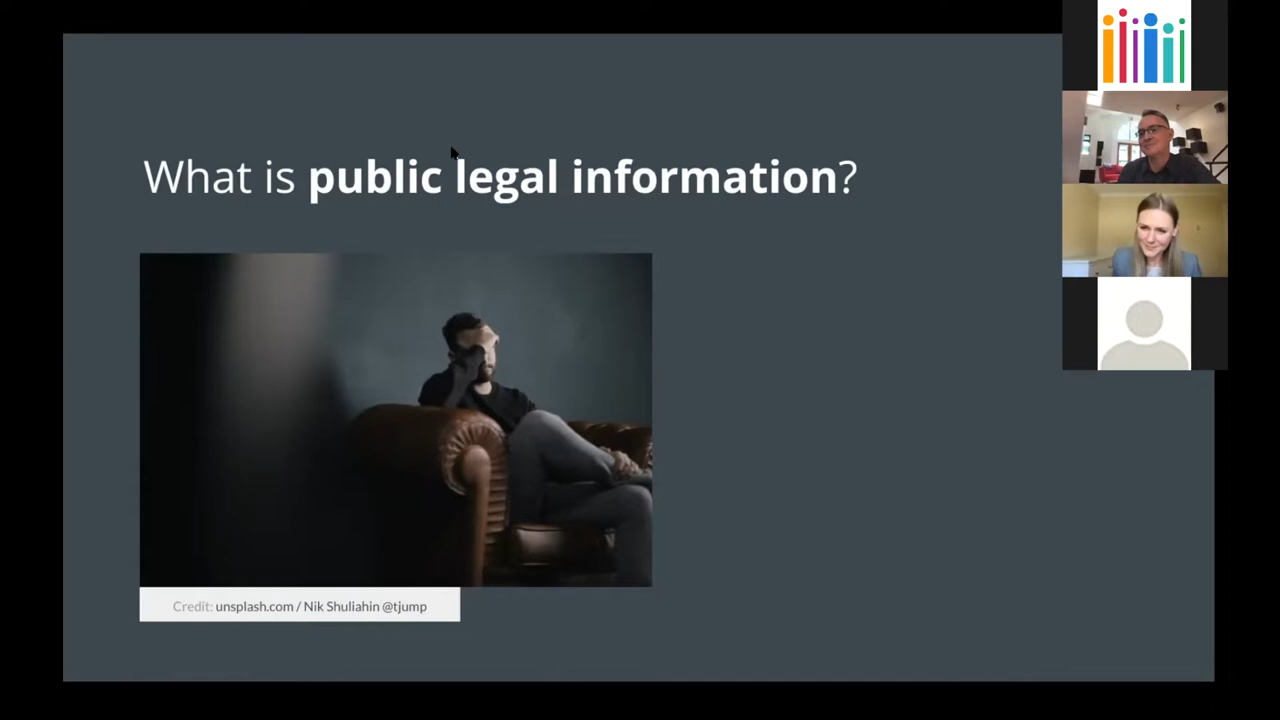 What is public legal information?
Credit: unsplash.com / Nik Shuliahin @tjump